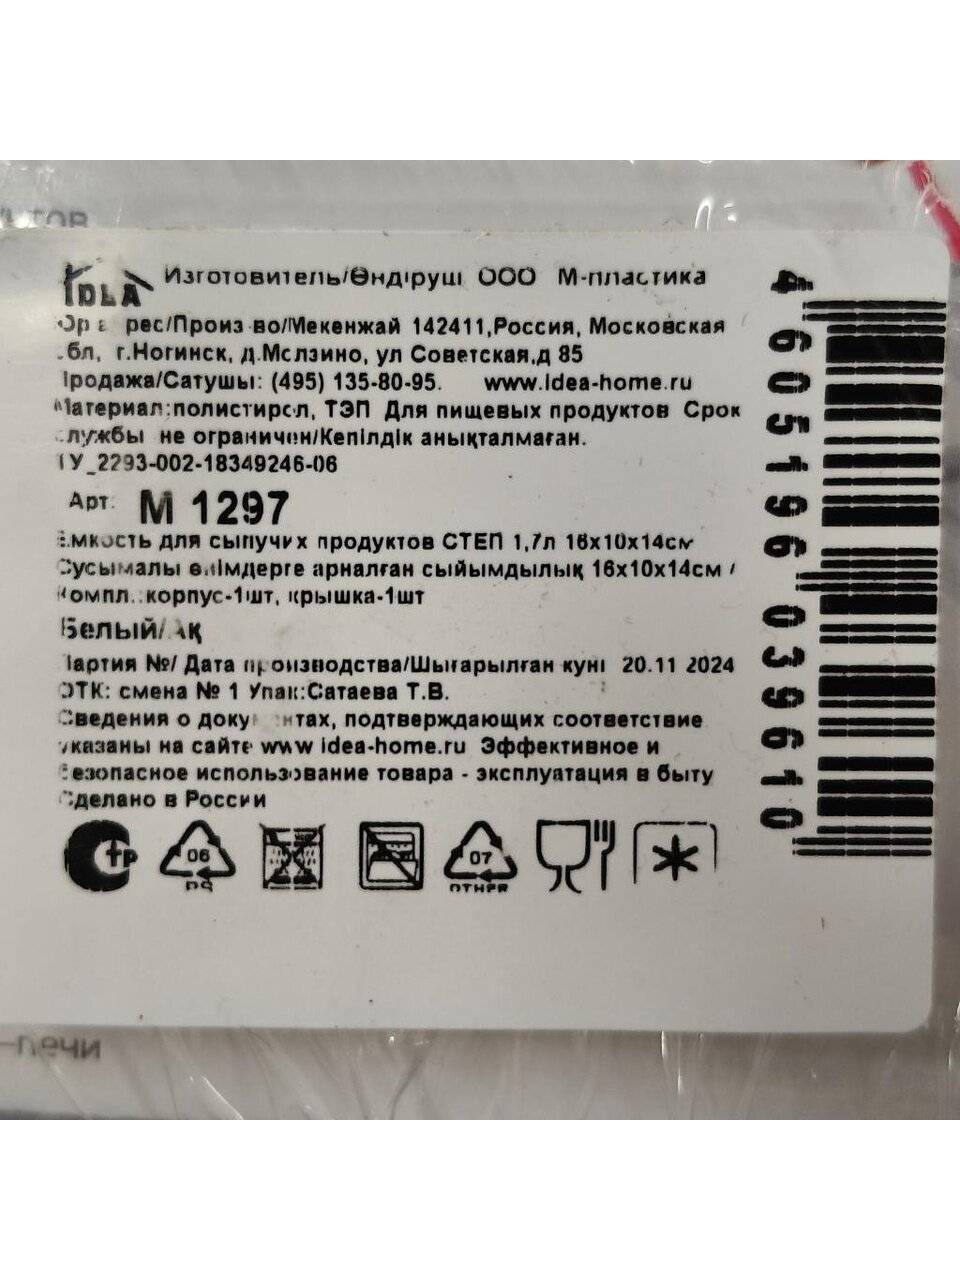 IDEA Изготовитель/Өндіруші ООО М-пластика
рес/Произ во/Мекенжай 142411,Россия, Московская
г.Ногинск, д.Мелзино, ул Советская,д 85
Продажа/Сатушы: (495) 135-80-95. www.idea-home.ru
Материал:полистирол, ТЭП Для пищевых продуктов Срок
службы не ограничен/Кепілдік анықталмаған.
ТУ_2293-002-18349246-06
Арт. М 1297
Емкость для сыпучих продуктов СТЕП 1,7л 16х10х14см
Сусымалы өнімдерге арналған сыйымдылық 16х10х14см /
Компл.:корпус-1шт, крышка-1шт
Белый/Ақ
Партия №/ Дата производства/Шығарылған күні 20.11 2024
ОТК: смена № 1 Упак:Сатаева Т.В.
Сведения о документах, подтверждающих соответствие
указаны на сайте www idea-home.ru Эффективное и
безопасное использование товара - эксплуатация в быту
Сделано в России
тр
06
PS
07
OTHER
4605196039610
печи